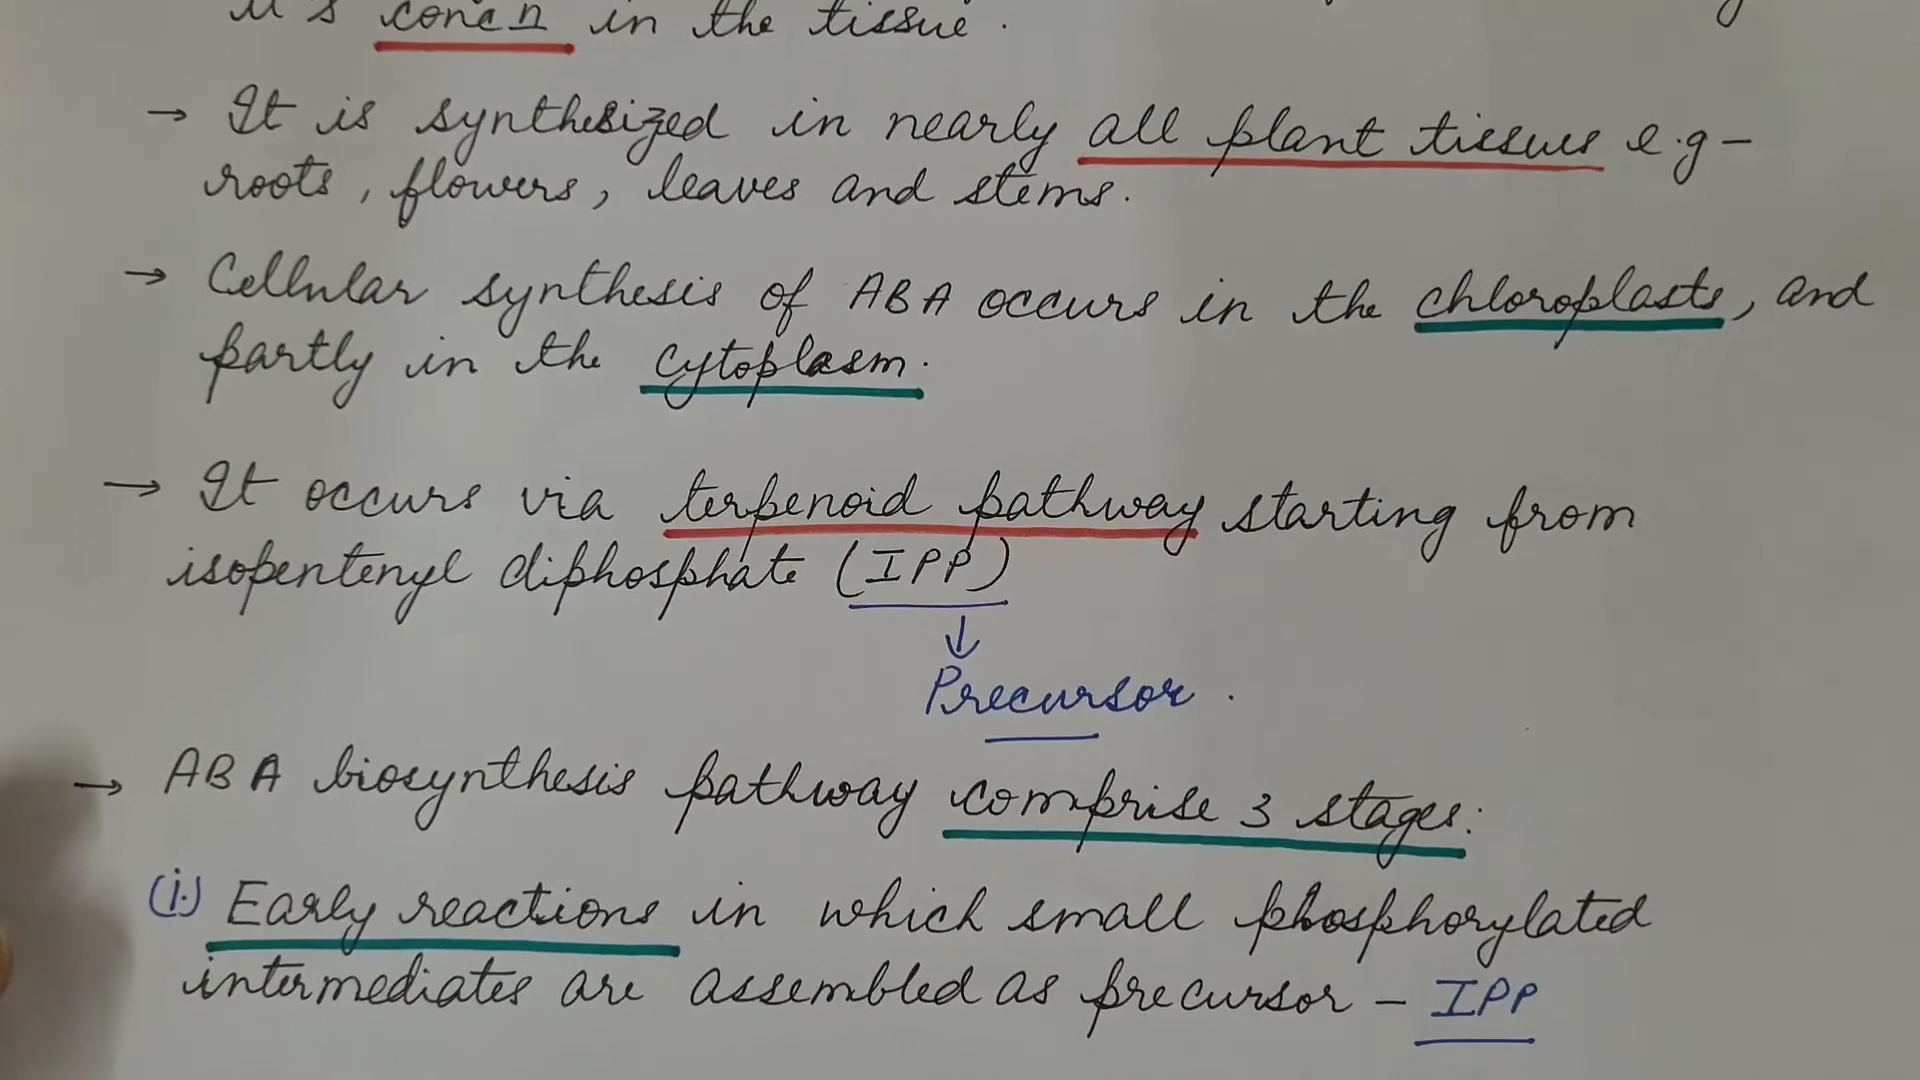 it's concn in the tissue.
→ It is synthesized in nearly all plant tissues e.g -
roots, flowers, leaves and stems.
→ Cellular synthesis of ABA occurs in the chloroplasts, and
partly in the cytoplasm.
→ It occurs via terpenoid pathway starting from
isopentenyl diphosphate (IPP)
↓
Precursor.
→ ABA biosynthesis pathway comprise 3 stages:
(i) Early reactions in which small phosphorylated
intermediates are assembled as precursor - IPP